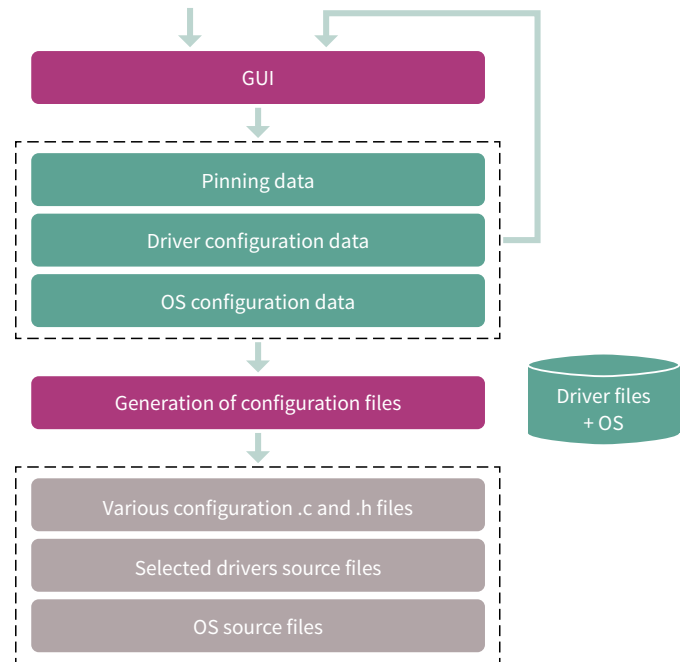 GUI
Pinning data
Driver configuration data
OS configuration data
Generation of configuration files
Driver files
+ OS
Various configuration .c and .h files
Selected drivers source files
OS source files